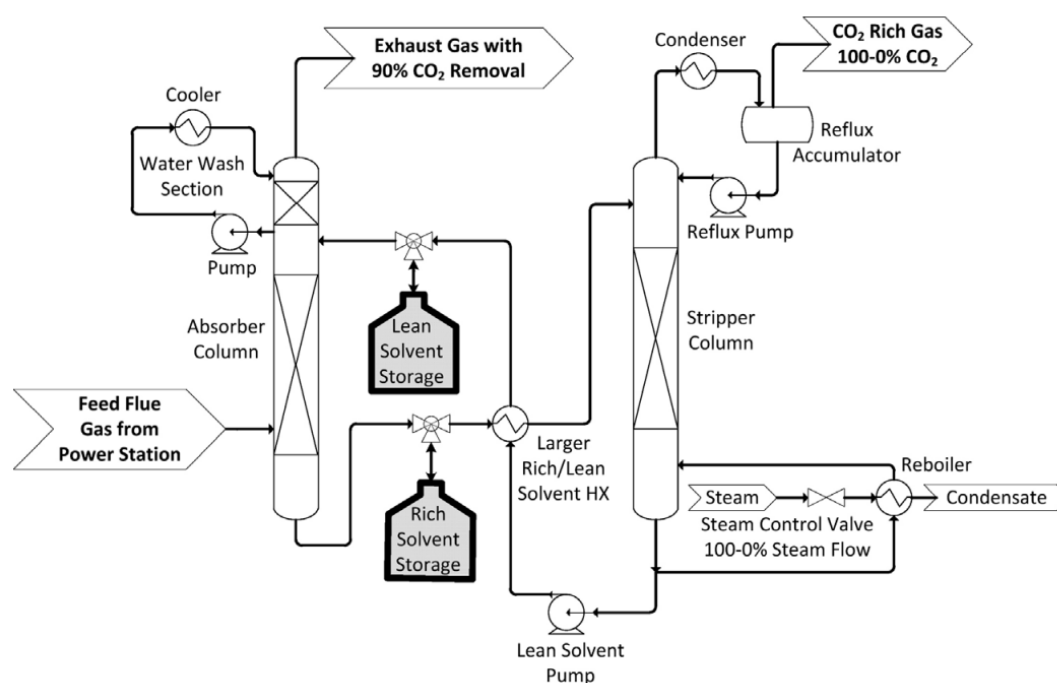 Exhaust Gas with
90% CO₂ Removal
Condenser
CO₂ Rich Gas
100-0% CO₂
Cooler
Water Wash
Section
Reflux
Accumulator
Pump
Reflux Pump
Absorber
Column
Lean
Solvent
Storage
Stripper
Column
Feed Flue
Gas from
Power Station
Larger
Rich/Lean
Solvent HX
Rich
Solvent
Storage
Reboiler
Steam
Condensate
Steam Control Valve
100-0% Steam Flow
Lean Solvent
Pump